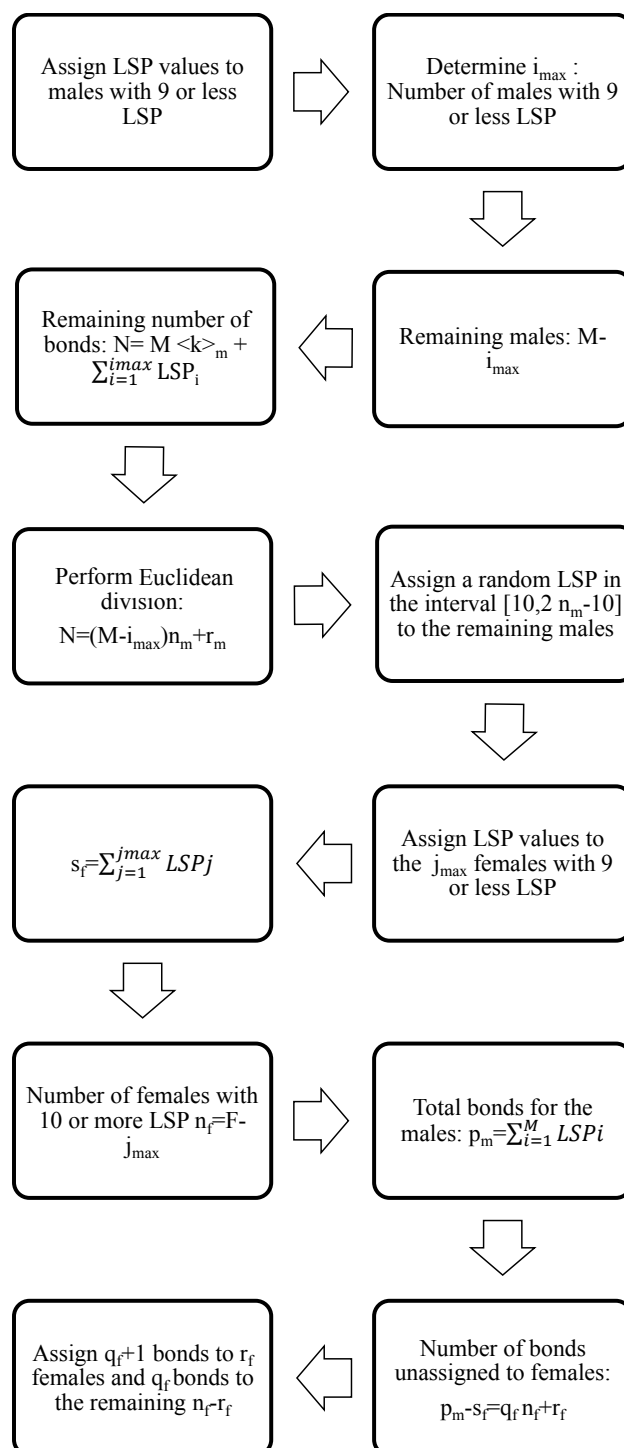 Assign LSP values to
males with 9 or less
LSP
Determine i_max :
Number of males with 9
or less LSP
Remaining males: M-
i_max
Remaining number of
bonds: N= M <k>_m +
∑_{i=1}^{imax} LSP_i
Perform Euclidean
division:
N=(M-i_max)n_m+r_m
Assign a random LSP in
the interval [10,2 n_m-10]
to the remaining males
Assign LSP values to
the j_max females with 9
or less LSP
s_f=∑_{j=1}^{jmax} LSPj
Number of females with
10 or more LSP n_f=F-
j_max
Total bonds for the
males: p_m=∑_{i=1}^{M} LSPi
Number of bonds
unassigned to females:
p_m-s_f=q_f n_f+r_f
Assign q_f+1 bonds to r_f
females and q_f bonds to
the remaining n_f-r_f